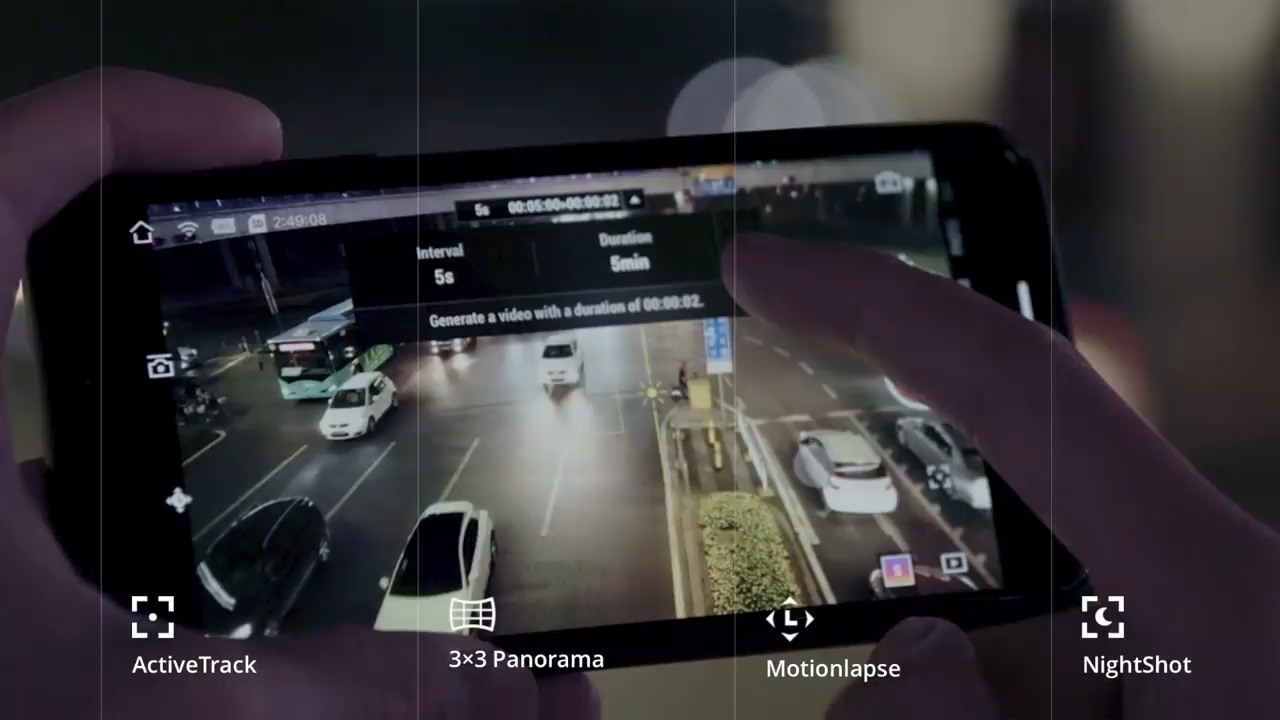 5s 00:05:00»00:00:02
2:49:08
Interval
5s
Duration
5min
Generate a video with a duration of 00:00:02.
ActiveTrack
3×3 Panorama
Motionlapse
NightShot